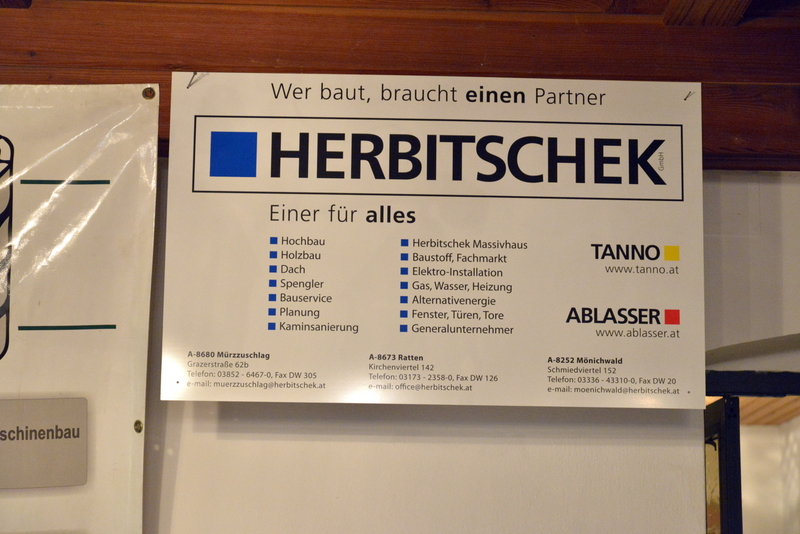 Wer baut, braucht einen Partner
HERBITSCHEK GmbH
Einer für alles
Hochbau
Holzbau
Dach
Spengler
Bauservice
Planung
Kaminsanierung
Herbitschek Massivhaus
Baustoff, Fachmarkt
Elektro-Installation
Gas, Wasser, Heizung
Alternativenergie
Fenster, Türen, Tore
Generalunternehmer
TANNO
www.tanno.at
ABLASSER
www.ablasser.at
A-8680 Mürzzuschlag
Grazerstraße 62b
Telefon: 03852 - 6467-0, Fax DW 305
e-mail: muerzzuschlag@herbitschek.at
A-8673 Ratten
Kirchenviertel 142
Telefon: 03173 - 2358-0, Fax DW 126
e-mail: office@herbitschek.at
A-8252 Mönichwald
Schmiedviertel 152
Telefon: 03336 - 43310-0, Fax DW 20
e-mail: moenichwald@herbitschek.at
schinenbau